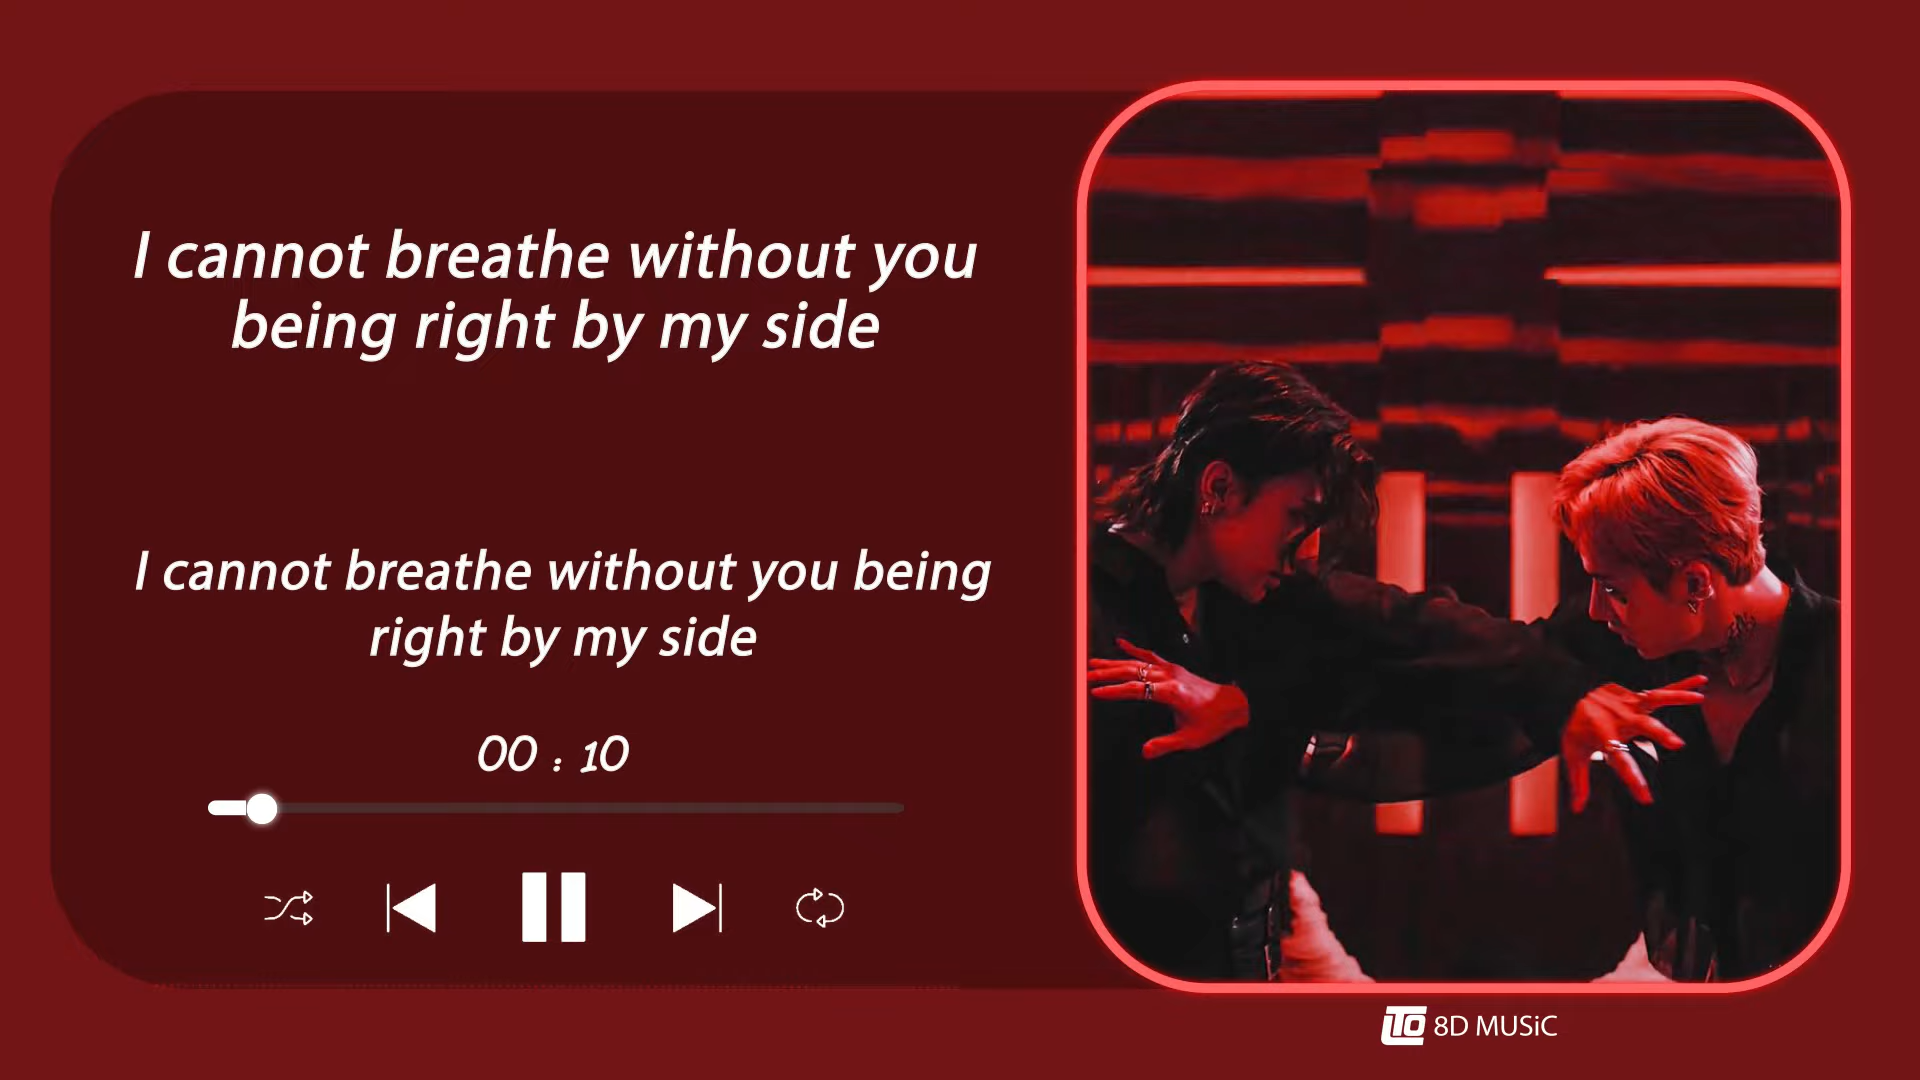 I cannot breathe without you
being right by my side
I cannot breathe without you being
right by my side
00 : 10
LTO 8D MUSiC